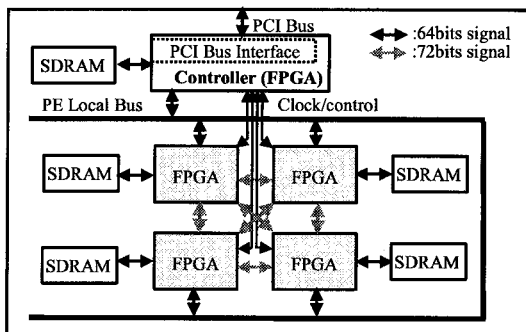 PCI Bus
:64bits signal
PCI Bus Interface
:72bits signal
SDRAM
Controller (FPGA)
PE Local Bus
Clock/control
SDRAM
FPGA
FPGA
SDRAM
SDRAM
FPGA
FPGA
SDRAM